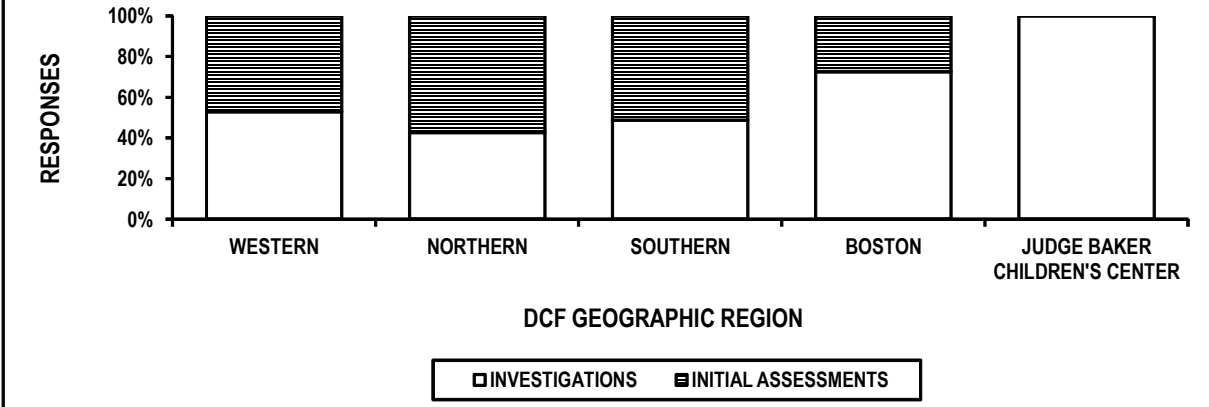 100%
80%
60%
40%
20%
0%
RESPONSES
WESTERN
NORTHERN
SOUTHERN
BOSTON
JUDGE BAKER
CHILDREN'S CENTER
DCF GEOGRAPHIC REGION
INVESTIGATIONS
INITIAL ASSESSMENTS